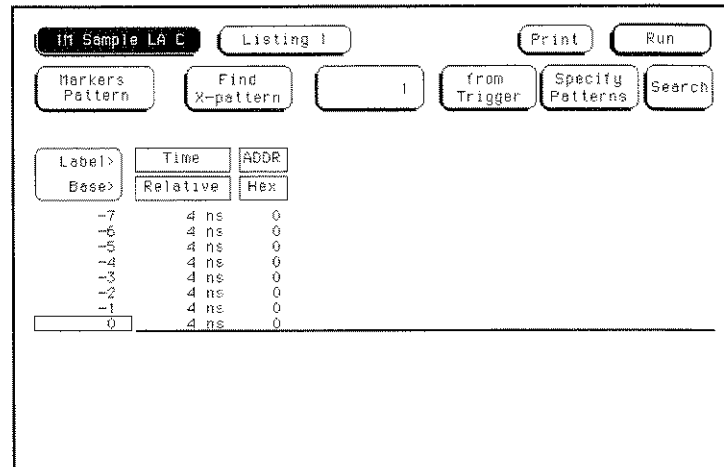 1M Sample LA C Listing 1 Print Run
Markers Pattern Find X-pattern 1 from Trigger Specify Patterns Search
Label> Time ADDR
Base> Relative Hex
-7 4 ns 0
-6 4 ns 0
-5 4 ns 0
-4 4 ns 0
-3 4 ns 0
-2 4 ns 0
-1 4 ns 0
0 4 ns 0